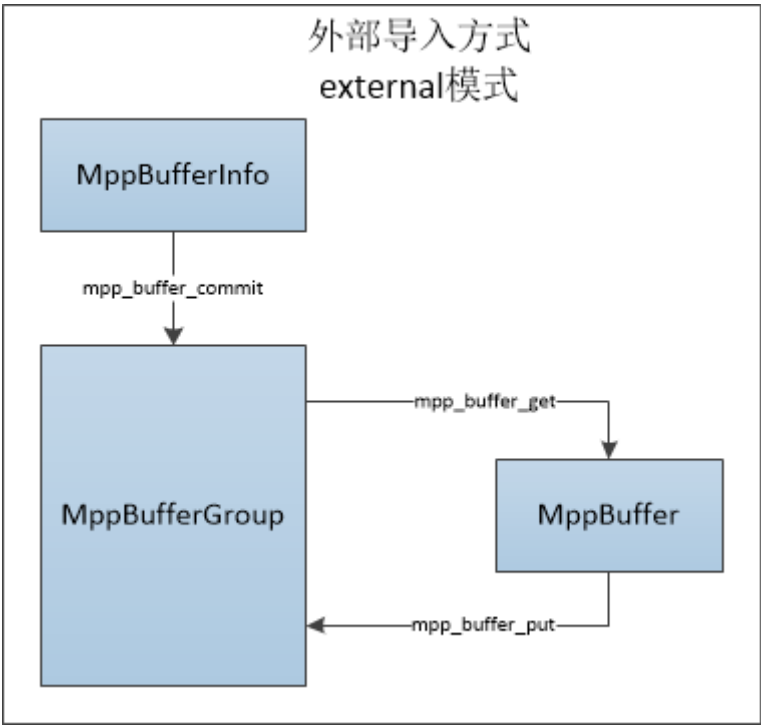 外部导入方式
external模式
MppBufferInfo
mpp_buffer_commit
mpp_buffer_get
MppBufferGroup
MppBuffer
mpp_buffer_put